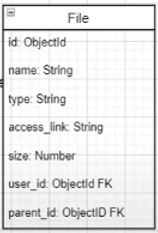 File
id: ObjectId
name: String
type: String
access_link: String
size: Number
user_id: ObjectId FK
parent_id: ObjectID FK